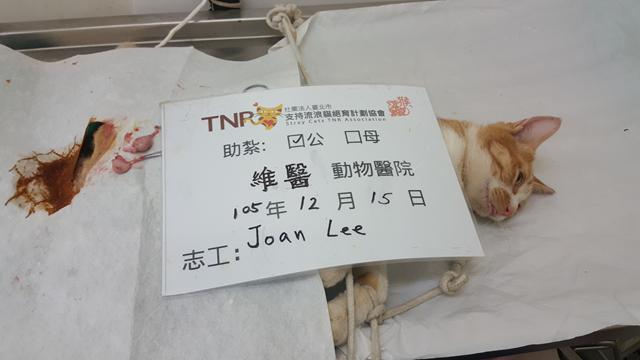 TNR 社團法人臺北市
支持流浪貓絕育計劃協會
Stray Cats TNR Association
助紮: ☑公 ☐母
維醫 動物醫院
105年 12 月 15 日
志工: Joan Lee